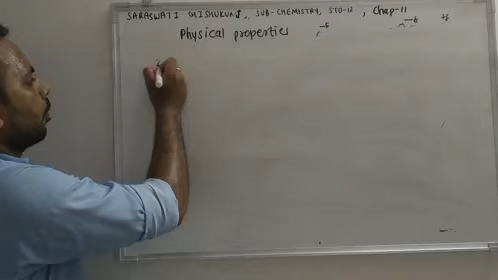 SARASWATI SHISHUKUNJ, SUB-CHEMISTRY, STD-12, Chap-11
Physical properties